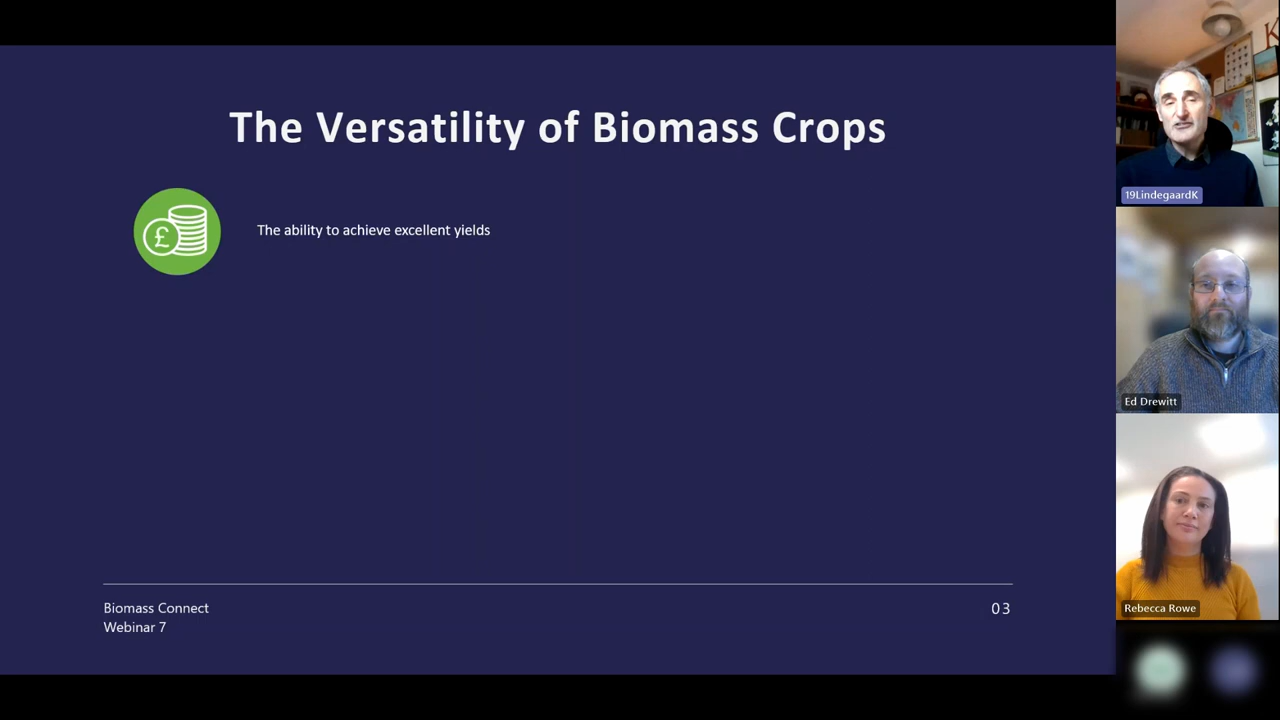 The Versatility of Biomass Crops
£
The ability to achieve excellent yields
Biomass Connect
Webinar 7
03
K
19LindegaardK
Ed Drewitt
Rebecca Rowe